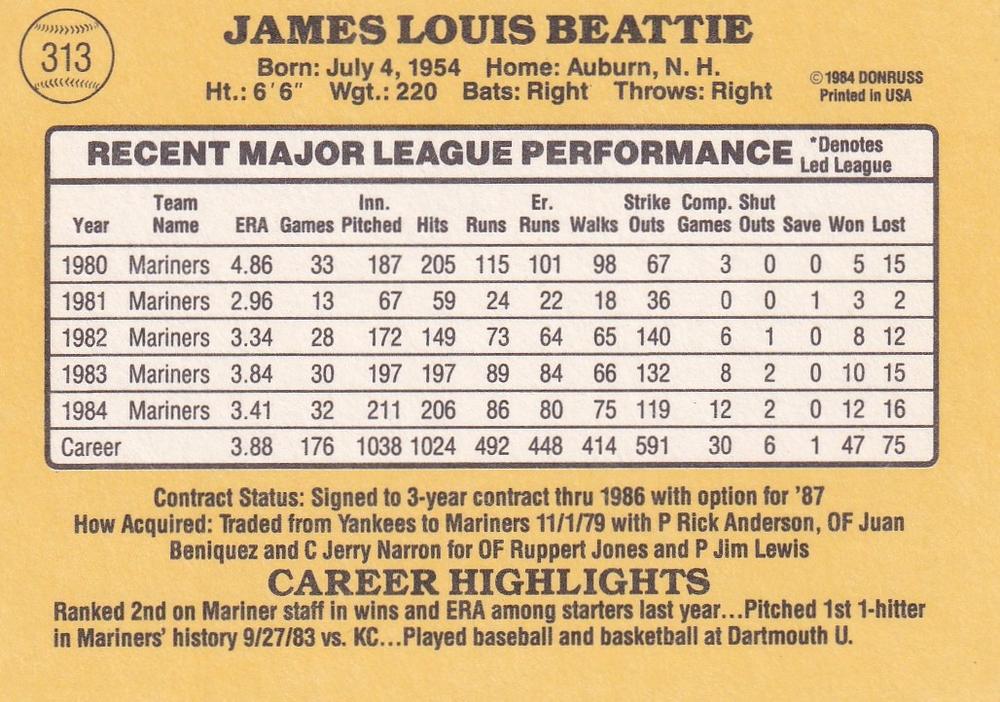 313
JAMES LOUIS BEATTIE
Born: July 4, 1954 Home: Auburn, N. H.
Ht.: 6'6" Wgt.: 220 Bats: Right Throws: Right
©1984 DONRUSS
Printed in USA
RECENT MAJOR LEAGUE PERFORMANCE
*Denotes
Led League
Year Team Name ERA Games Inn. Pitched Hits Runs Er. Runs Walks Strike Outs Comp. Games Shut Outs Save Won Lost
1980 Mariners 4.86 33 187 205 115 101 98 67 3 0 0 5 15
1981 Mariners 2.96 13 67 59 24 22 18 36 0 0 1 3 2
1982 Mariners 3.34 28 172 149 73 64 65 140 6 1 0 8 12
1983 Mariners 3.84 30 197 197 89 84 66 132 8 2 0 10 15
1984 Mariners 3.41 32 211 206 86 80 75 119 12 2 0 12 16
Career 3.88 176 1038 1024 492 448 414 591 30 6 1 47 75
Contract Status: Signed to 3-year contract thru 1986 with option for '87
How Acquired: Traded from Yankees to Mariners 11/1/79 with P Rick Anderson, OF Juan
Beniquez and C Jerry Narron for OF Ruppert Jones and P Jim Lewis
CAREER HIGHLIGHTS
Ranked 2nd on Mariner staff in wins and ERA among starters last year...Pitched 1st 1-hitter
in Mariners' history 9/27/83 vs. KC...Played baseball and basketball at Dartmouth U.